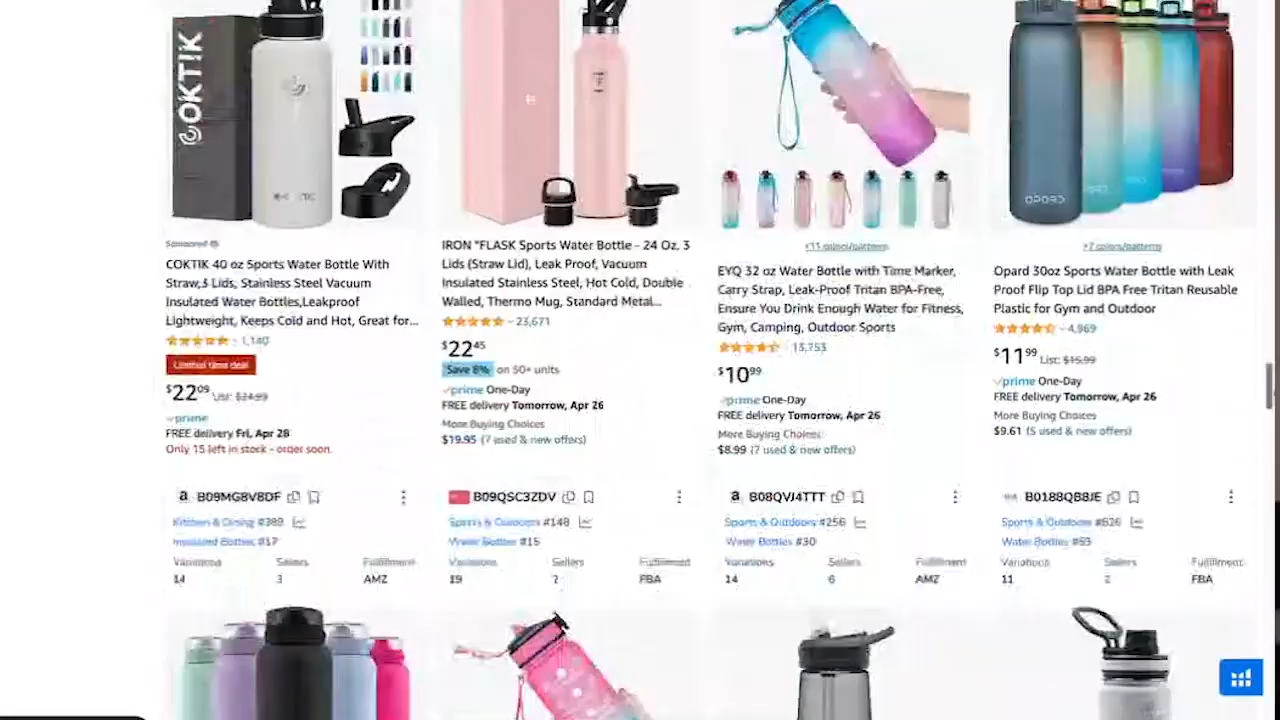 COKTIK
OPORD
Sponsored
COKTIK 40 oz Sports Water Bottle With
Straw,3 Lids, Stainless Steel Vacuum
Insulated Water Bottles,Leakproof
Lightweight, Keeps Cold and Hot, Great for...
1,140
Limited time deal
$22.09 List: $24.99
prime
FREE delivery Fri, Apr 28
Only 15 left in stock - order soon.
IRON °FLASK Sports Water Bottle - 24 Oz, 3
Lids (Straw Lid), Leak Proof, Vacuum
Insulated Stainless Steel, Hot Cold, Double
Walled, Thermo Mug, Standard Metal...
23,671
$22.45
Save 8% on 50+ units
prime One-Day
FREE delivery Tomorrow, Apr 26
More Buying Choices
$19.95 (7 used & new offers)
+11 colors/patterns
EYQ 32 oz Water Bottle with Time Marker,
Carry Strap, Leak-Proof Tritan BPA-Free,
Ensure You Drink Enough Water for Fitness,
Gym, Camping, Outdoor Sports
13,753
$10.99
prime One-Day
FREE delivery Tomorrow, Apr 26
More Buying Choices
$8.99 (7 used & new offers)
+7 colors/patterns
Opard 30oz Sports Water Bottle with Leak
Proof Flip Top Lid BPA Free Tritan Reusable
Plastic for Gym and Outdoor
4,969
$11.99 List: $15.99
prime One-Day
FREE delivery Tomorrow, Apr 26
More Buying Choices
$9.61 (5 used & new offers)
a B09MG8V8DF
Kitchen & Dining #389
Insulated Bottles #17
Variations Sellers Fulfillment
14 3 AMZ
B09QSC3ZDV
Sports & Outdoors #148
Water Bottles #15
Variations Sellers Fulfillment
19 FBA
a B08QVJ4TTT
Sports & Outdoors #256
Water Bottles #30
Variations Sellers Fulfillment
14 6 AMZ
B0188QB8JE
Sports & Outdoors
Water Bottles
Variations Sellers Fulfillment
11 2 FBA